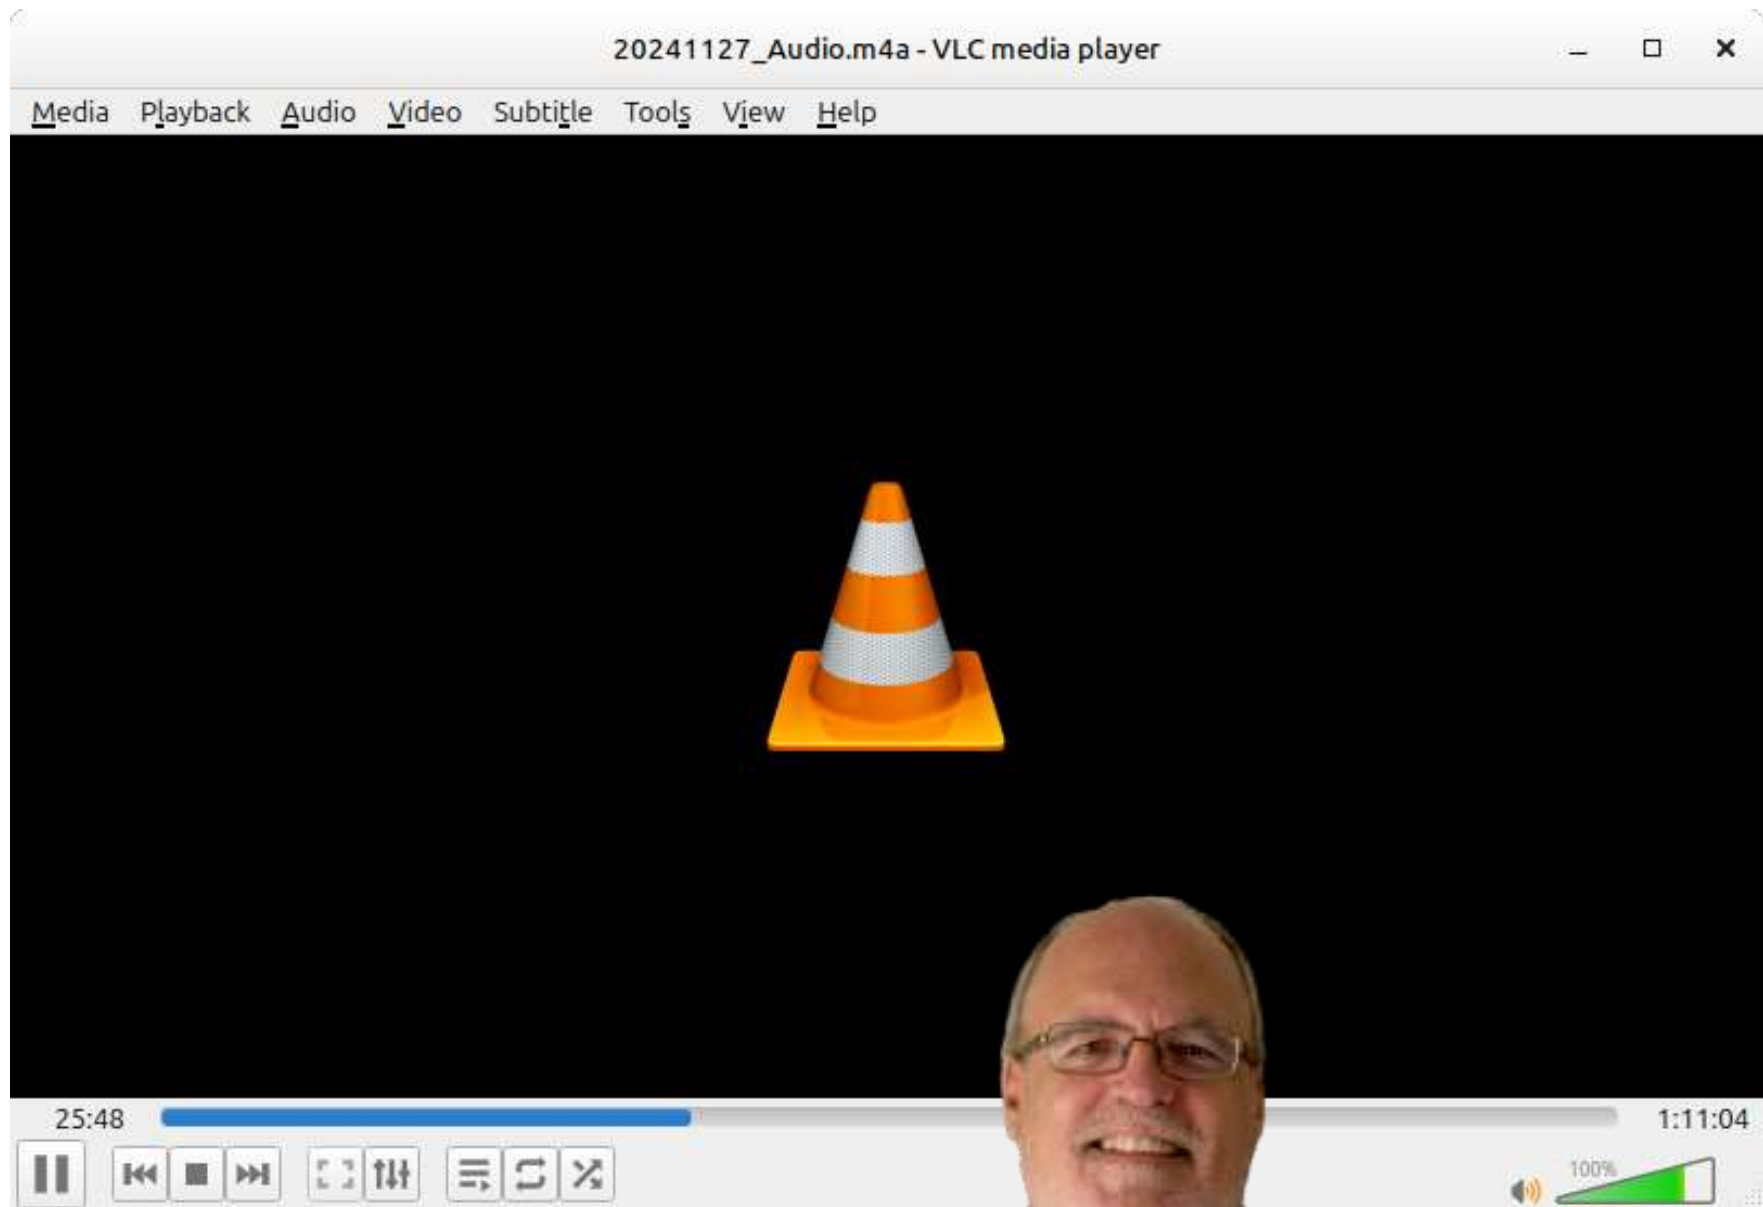 20241127_Audio.m4a - VLC media player
Media Playback Audio Video Subtitle Tools View Help
25:48 1:11:04
100%